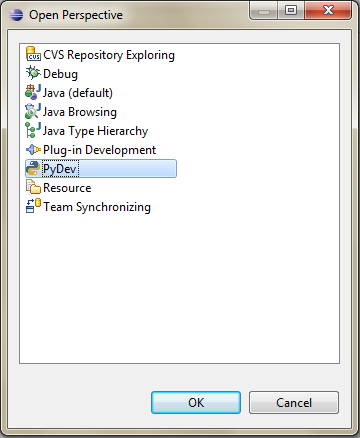 Open Perspective
CVS Repository Exploring
Debug
Java (default)
Java Browsing
Java Type Hierarchy
Plug-in Development
PyDev
Resource
Team Synchronizing
OK
Cancel